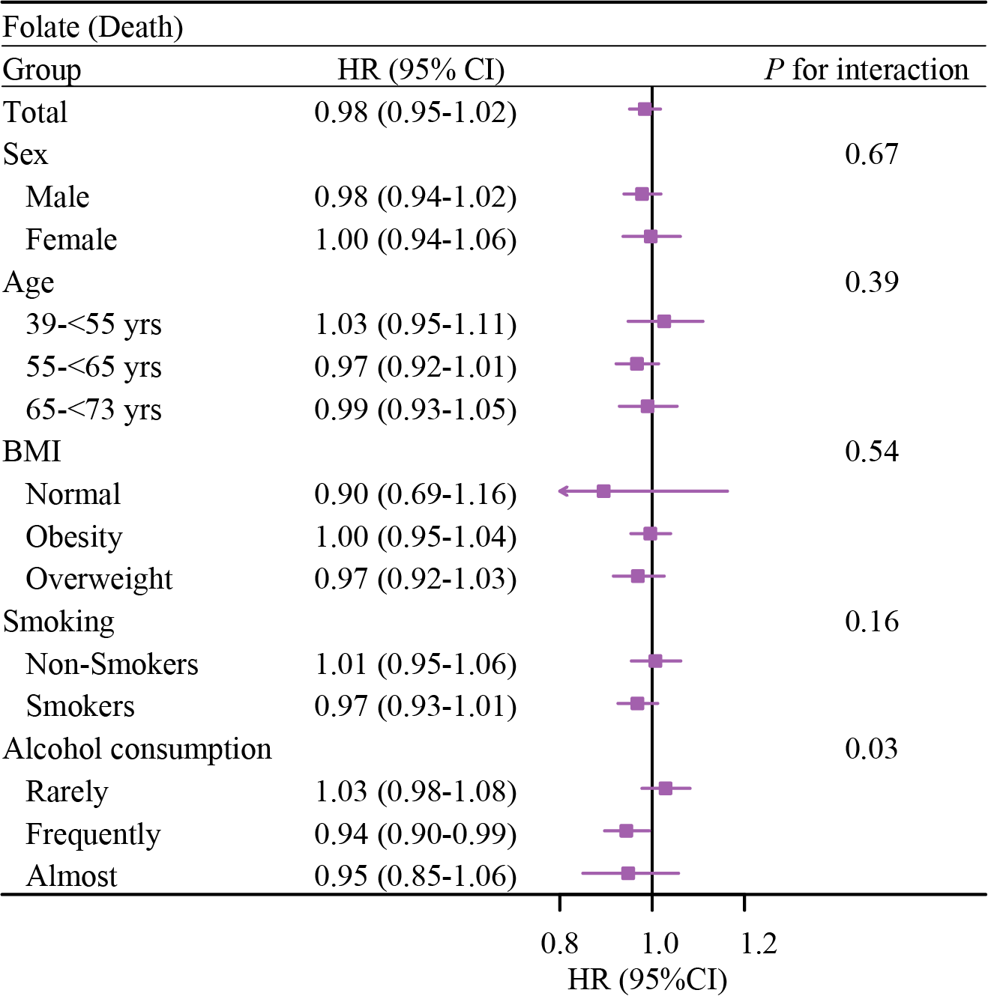 Folate (Death)
Group HR (95% CI) P for interaction
Total 0.98 (0.95-1.02)
Sex 0.67
Male 0.98 (0.94-1.02)
Female 1.00 (0.94-1.06)
Age 0.39
39-<55 yrs 1.03 (0.95-1.11)
55-<65 yrs 0.97 (0.92-1.01)
65-<73 yrs 0.99 (0.93-1.05)
BMI 0.54
Normal 0.90 (0.69-1.16)
Obesity 1.00 (0.95-1.04)
Overweight 0.97 (0.92-1.03)
Smoking 0.16
Non-Smokers 1.01 (0.95-1.06)
Smokers 0.97 (0.93-1.01)
Alcohol consumption 0.03
Rarely 1.03 (0.98-1.08)
Frequently 0.94 (0.90-0.99)
Almost 0.95 (0.85-1.06)
0.8 1.0 1.2
HR (95%CI)